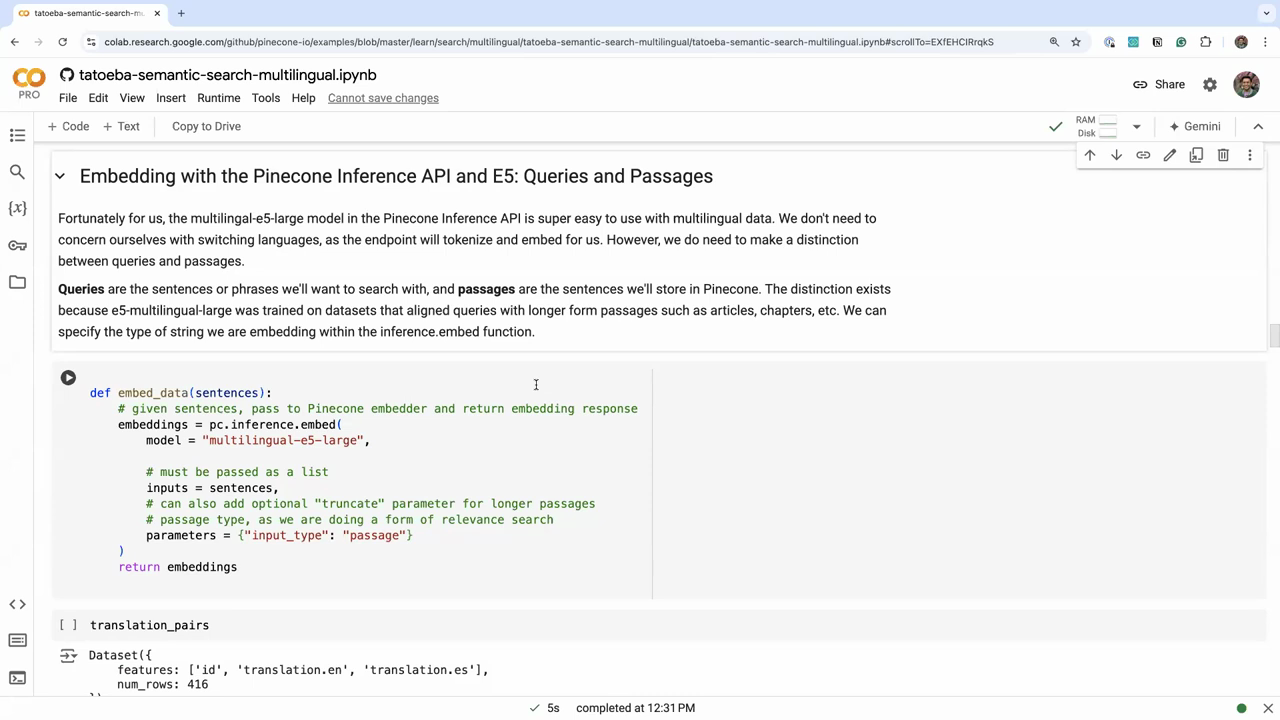 tatoeba-semantic-search-mu
colab.research.google.com/github/pinecone-io/examples/blob/master/learn/search/multilingual/tatoeba-semantic-search-multilingual/tatoeba-semantic-search-multilingual.ipynb#scrollTo=EXfEHCIRrqkS
CO
PRO
tatoeba-semantic-search-multilingual.ipynb
File Edit View Insert Runtime Tools Help Cannot save changes
Share
+ Code + Text Copy to Drive
RAM
Disk
Gemini
Embedding with the Pinecone Inference API and E5: Queries and Passages
Fortunately for us, the multilingal-e5-large model in the Pinecone Inference API is super easy to use with multilingual data. We don't need to
concern ourselves with switching languages, as the endpoint will tokenize and embed for us. However, we do need to make a distinction
between queries and passages.
Queries are the sentences or phrases we'll want to search with, and passages are the sentences we'll store in Pinecone. The distinction exists
because e5-multilingual-large was trained on datasets that aligned queries with longer form passages such as articles, chapters, etc. We can
specify the type of string we are embedding within the inference.embed function.
def embed_data(sentences):
# given sentences, pass to Pinecone embedder and return embedding response
embeddings = pc.inference.embed(
model = "multilingual-e5-large",
# must be passed as a list
inputs = sentences,
# can also add optional "truncate" parameter for longer passages
# passage type, as we are doing a form of relevance search
parameters = {"input_type": "passage"}
)
return embeddings
[ ] translation_pairs
Dataset({
features: ['id', 'translation.en', 'translation.es'],
num_rows: 416
5s completed at 12:31 PM